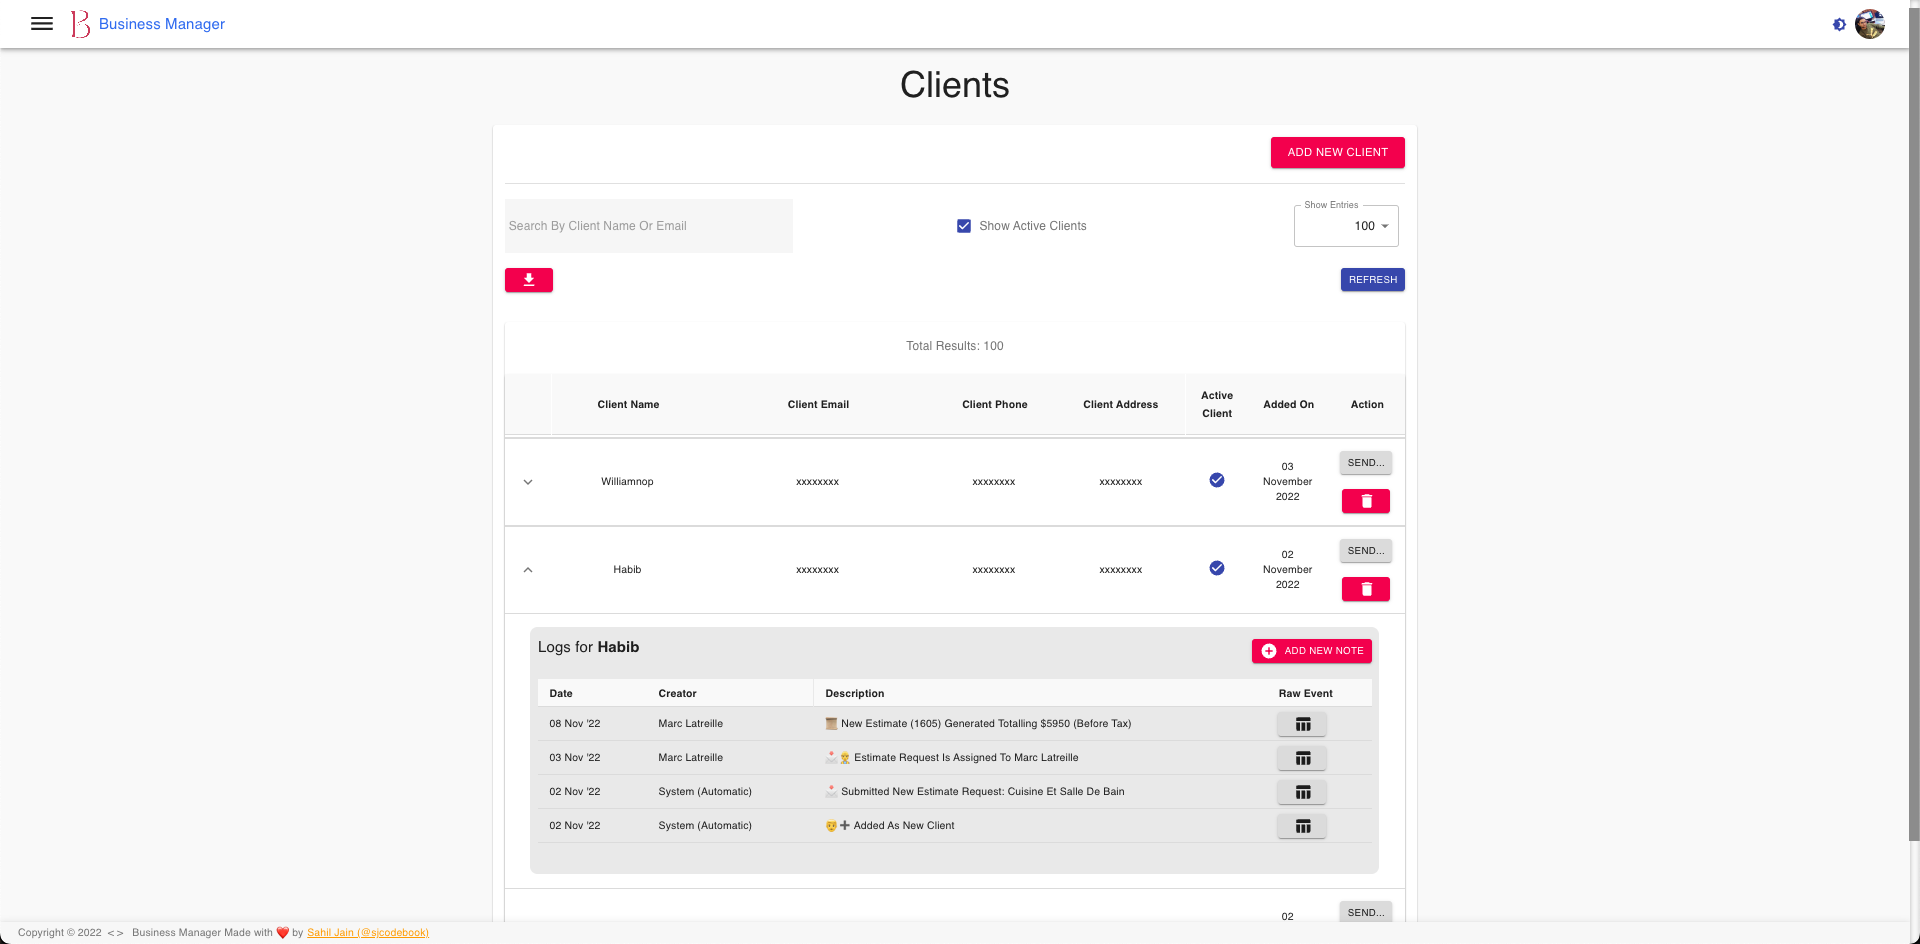 B Business Manager
Clients
ADD NEW CLIENT
Search By Client Name Or Email
Show Active Clients
Show Entries
100
REFRESH
Total Results: 100
Client Name Client Email Client Phone Client Address Active Client Added On Action
Williamnop xxxxxxxx xxxxxxxx xxxxxxxx 03 November 2022 SEND...
Habib xxxxxxxx xxxxxxxx xxxxxxxx 02 November 2022 SEND...
Logs for Habib
ADD NEW NOTE
Date Creator Description Raw Event
08 Nov '22 Marc Latreille New Estimate (1605) Generated Totalling $5950 (Before Tax)
03 Nov '22 Marc Latreille Estimate Request Is Assigned To Marc Latreille
02 Nov '22 System (Automatic) Submitted New Estimate Request: Cuisine Et Salle De Bain
02 Nov '22 System (Automatic) Added As New Client
02 SEND...
Copyright © 2022 <> Business Manager Made with ❤️ by Sahil Jain (@sjcodebook)